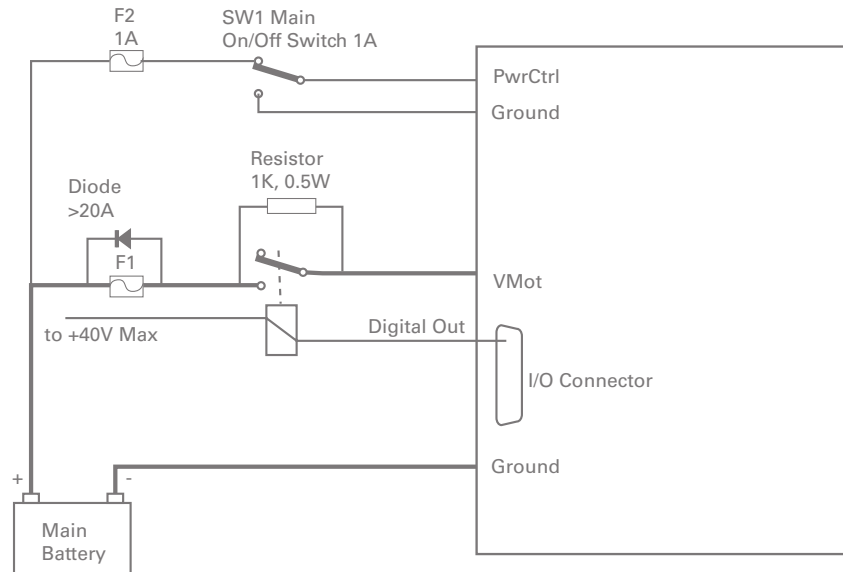 F2
1A
SW1 Main
On/Off Switch 1A
PwrCtrl
Ground
Resistor
1K, 0.5W
Diode
>20A
F1
VMot
to +40V Max
Digital Out
I/O Connector
Ground
+
-
Main
Battery